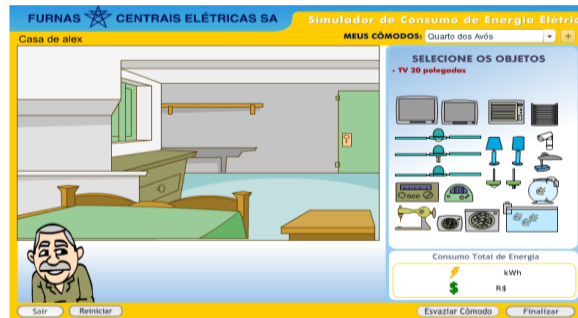 FURNAS CENTRAIS ELÉTRICAS SA
Simulador de Consumo de Energia Elétric
Casa de alex
MEUS CÔMODOS: Quarto dos Avós
+
SELECIONE OS OBJETOS
- TV 20 polegadas
Consumo Total de Energia
kWh
$ R$
Sair
Reiniciar
Esvaziar Cômodo
Finalizar